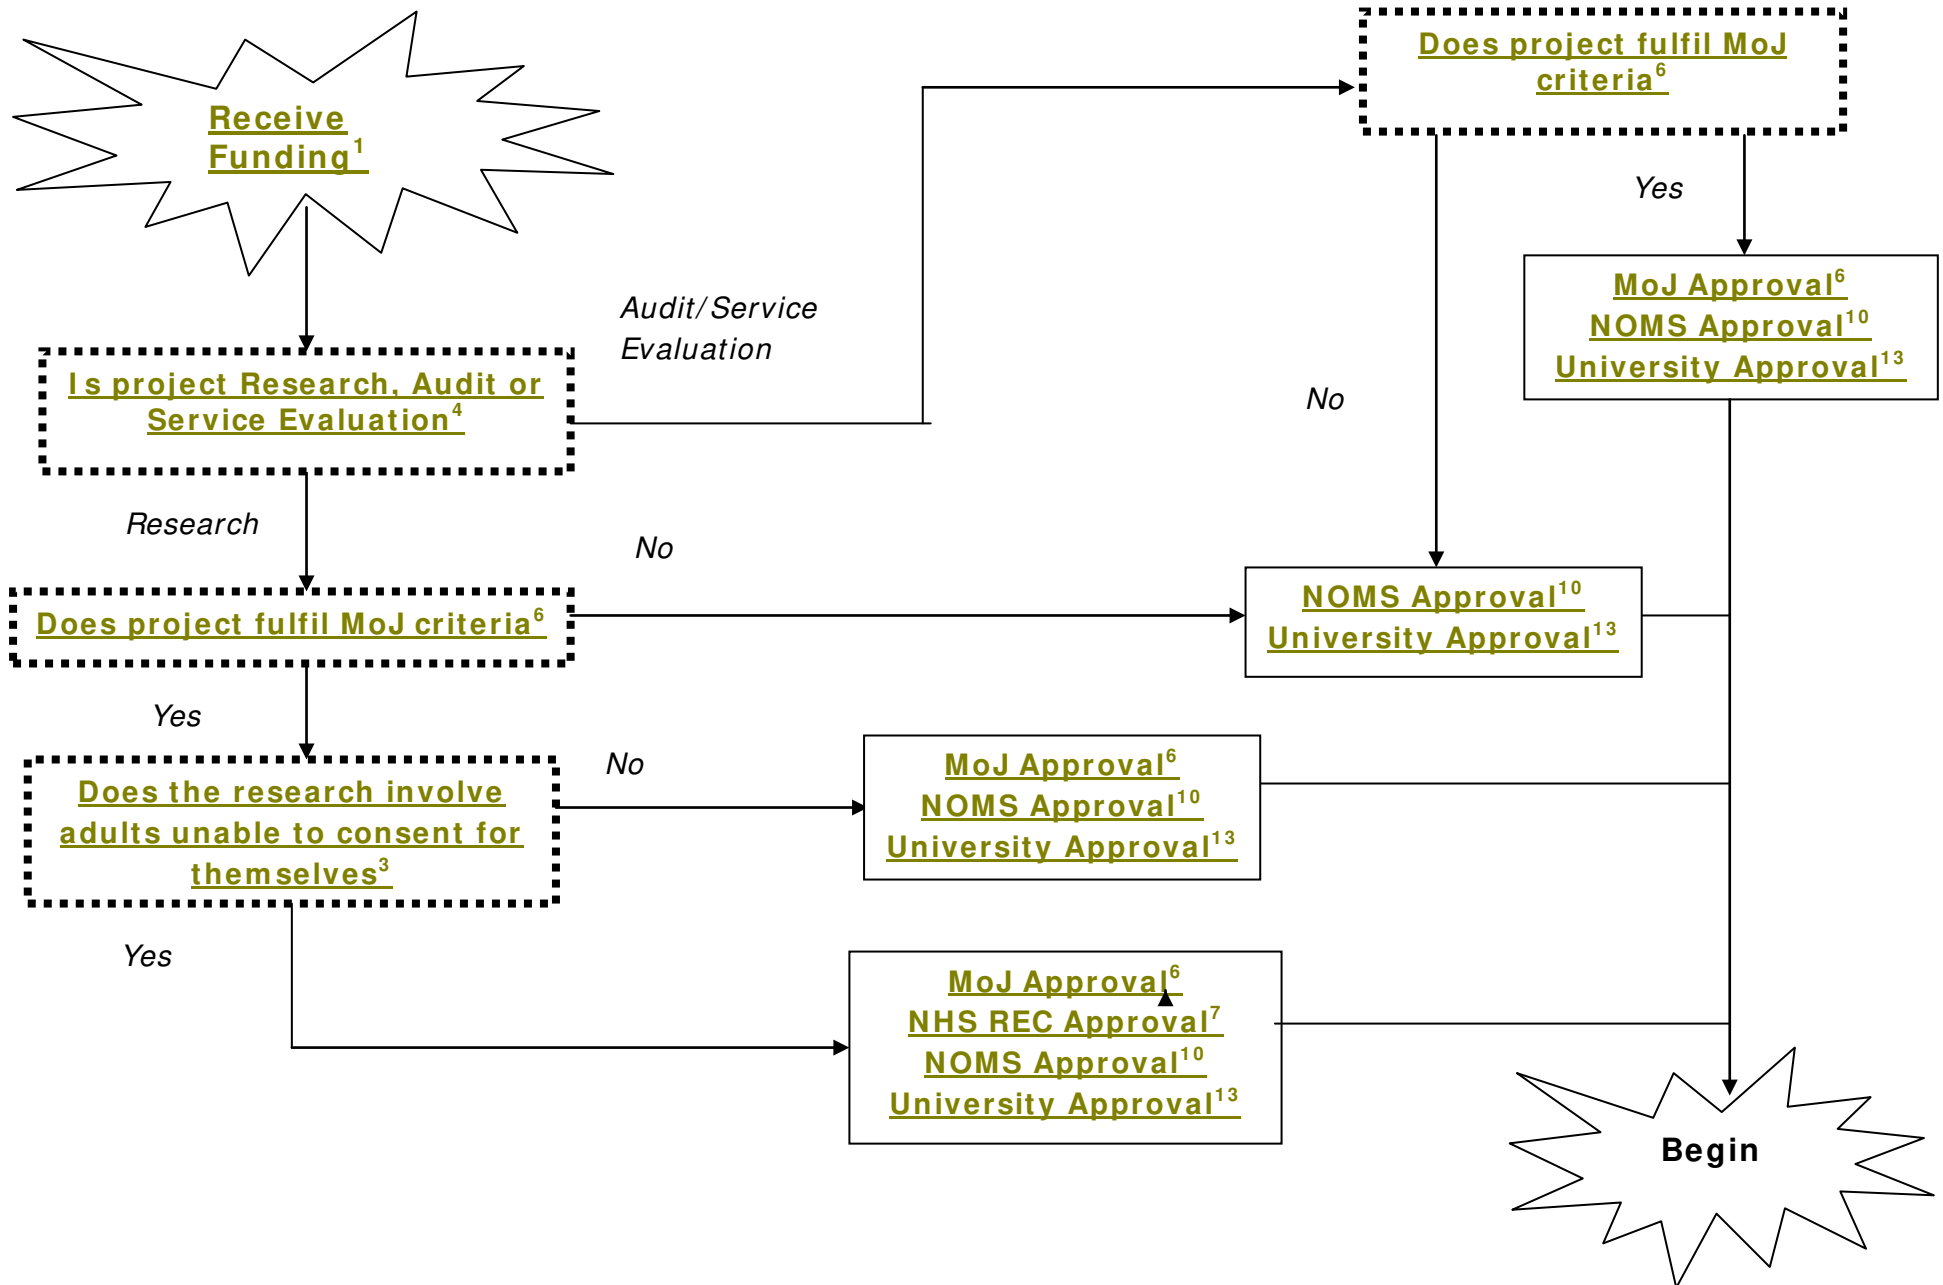 Receive
Funding¹
Does project fulfil MoJ
criteria⁶
Yes
MoJ Approval⁶
NOMS Approval¹⁰
University Approval¹³
Audit/Service
Evaluation
Is project Research, Audit or
Service Evaluation⁴
No
Research
No
Does project fulfil MoJ criteria⁶
NOMS Approval¹⁰
University Approval¹³
Yes
No
Does the research involve
adults unable to consent for
themselves³
MoJ Approval⁶
NOMS Approval¹⁰
University Approval¹³
Yes
MoJ Approval⁶
NHS REC Approval⁷
NOMS Approval¹⁰
University Approval¹³
Begin